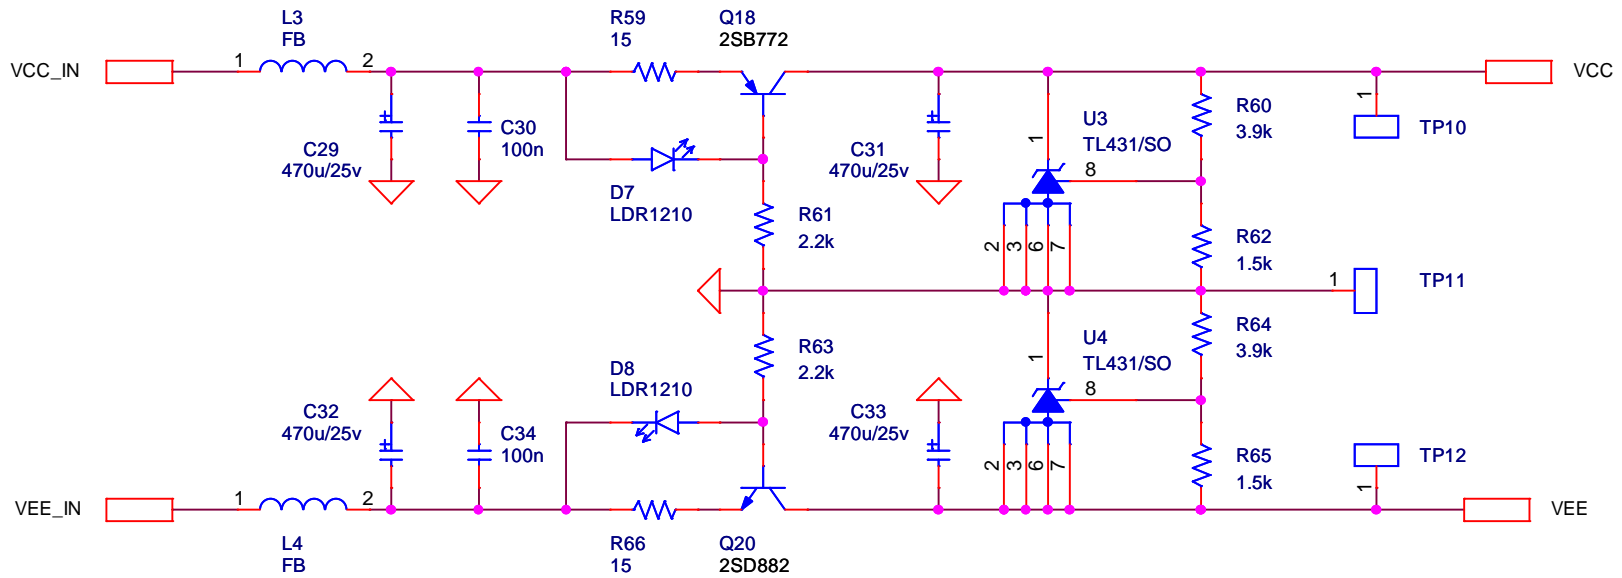 L3
FB
R59
15
Q18
2SB772
VCC_IN
1
2
VCC
C29
470u/25v
C30
100n
D7
LDR1210
R61
2.2k
C31
470u/25v
1
U3
TL431/SO
8
2
3
6
7
R60
3.9k
1
TP10
R62
1.5k
1
TP11
R63
2.2k
D8
LDR1210
C32
470u/25v
C34
100n
C33
470u/25v
1
U4
TL431/SO
8
2
3
6
7
R64
3.9k
R65
1.5k
TP12
1
VEE_IN
1
2
VEE
L4
FB
R66
15
Q20
2SD882